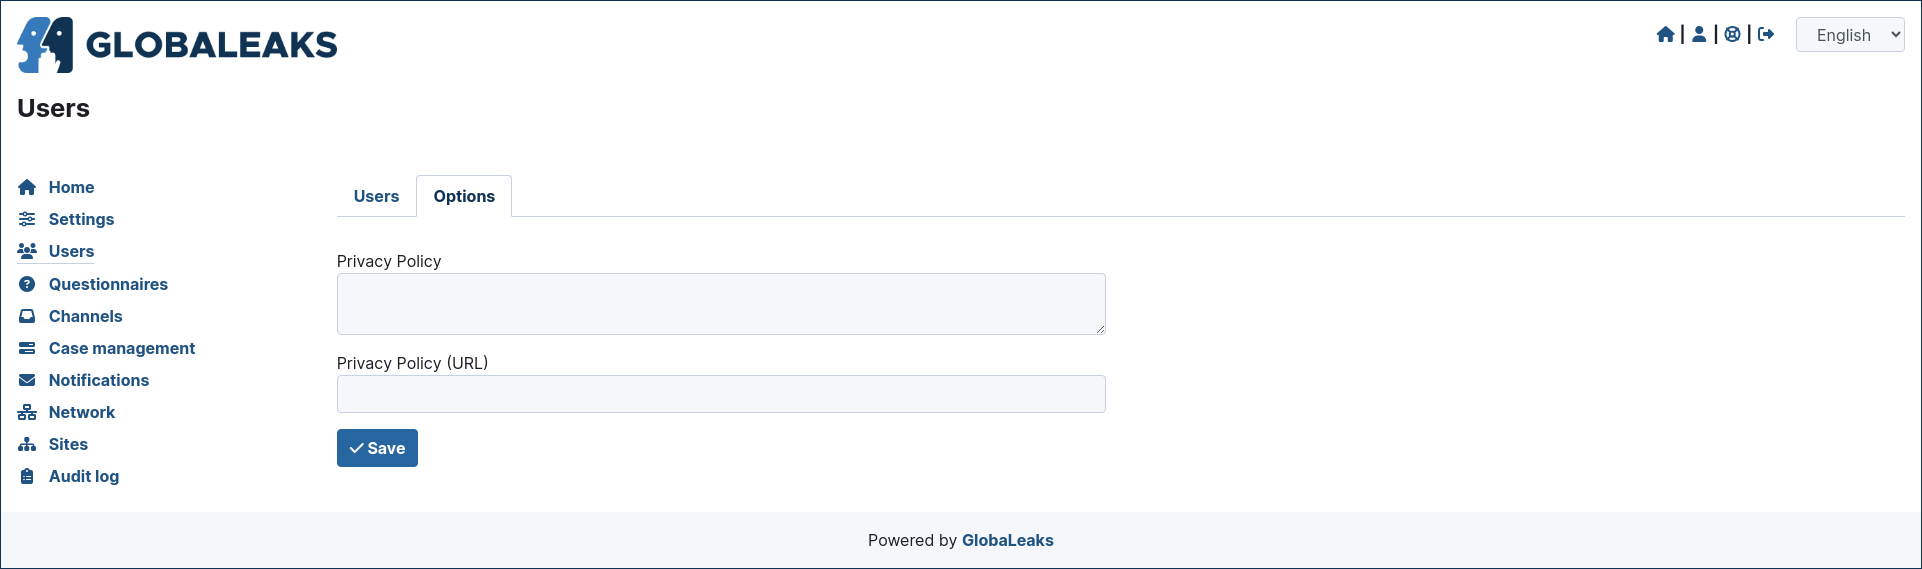 GLOBALEAKS
English
Users
Home
Settings
Users
Questionnaires
Channels
Case management
Notifications
Network
Sites
Audit log
Users
Options
Privacy Policy
Privacy Policy (URL)
Save
Powered by GlobaLeaks